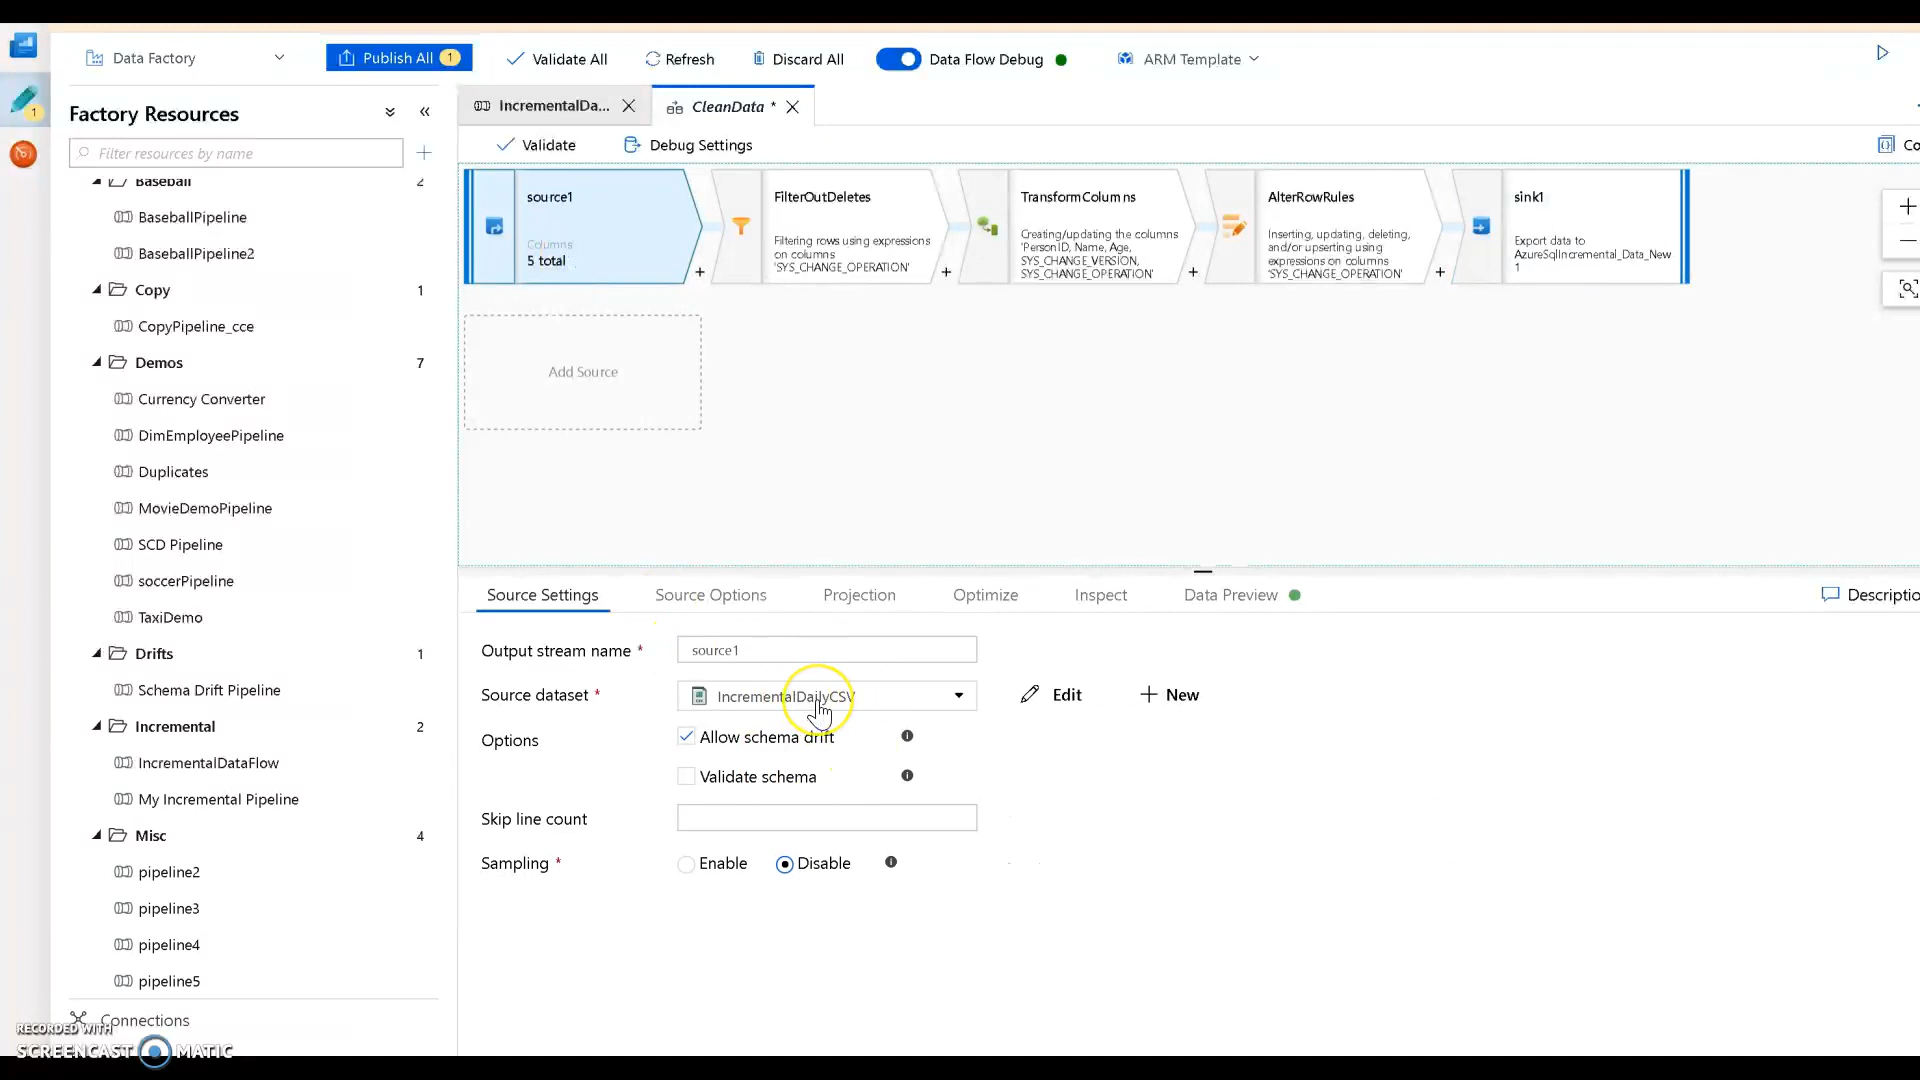 Data Factory
Publish All 1
Validate All
Refresh
Discard All
Data Flow Debug
ARM Template
1
Factory Resources
Filter resources by name
Baseball 2
BaseballPipeline
BaseballPipeline2
Copy 1
CopyPipeline_cce
Demos 7
Currency Converter
DimEmployeePipeline
Duplicates
MovieDemoPipeline
SCD Pipeline
soccerPipeline
TaxiDemo
Drifts 1
Schema Drift Pipeline
Incremental 2
IncrementalDataFlow
My Incremental Pipeline
Misc 4
pipeline2
pipeline3
pipeline4
pipeline5
Connections
IncrementalDa...
CleanData *
Validate
Debug Settings
Co
source1
Columns
5 total
FilterOutDeletes
Filtering rows using expressions
on columns
'SYS_CHANGE_OPERATION'
TransformColumns
Creating/updating the columns
'PersonID, Name, Age,
SYS_CHANGE_VERSION,
SYS_CHANGE_OPERATION'
AlterRowRules
Inserting, updating, deleting,
and/or upserting using
expressions on columns
'SYS_CHANGE_OPERATION'
sink1
Export data to
AzureSqlIncremental_Data_New
1
Add Source
Source Settings
Source Options
Projection
Optimize
Inspect
Data Preview
Descriptio
Output stream name *
source1
Source dataset *
IncrementalDailyCSV
Edit
New
Options
Allow schema drift
Validate schema
Skip line count
Sampling *
Enable
Disable
RECORDED WITH
SCREENCAST MATIC